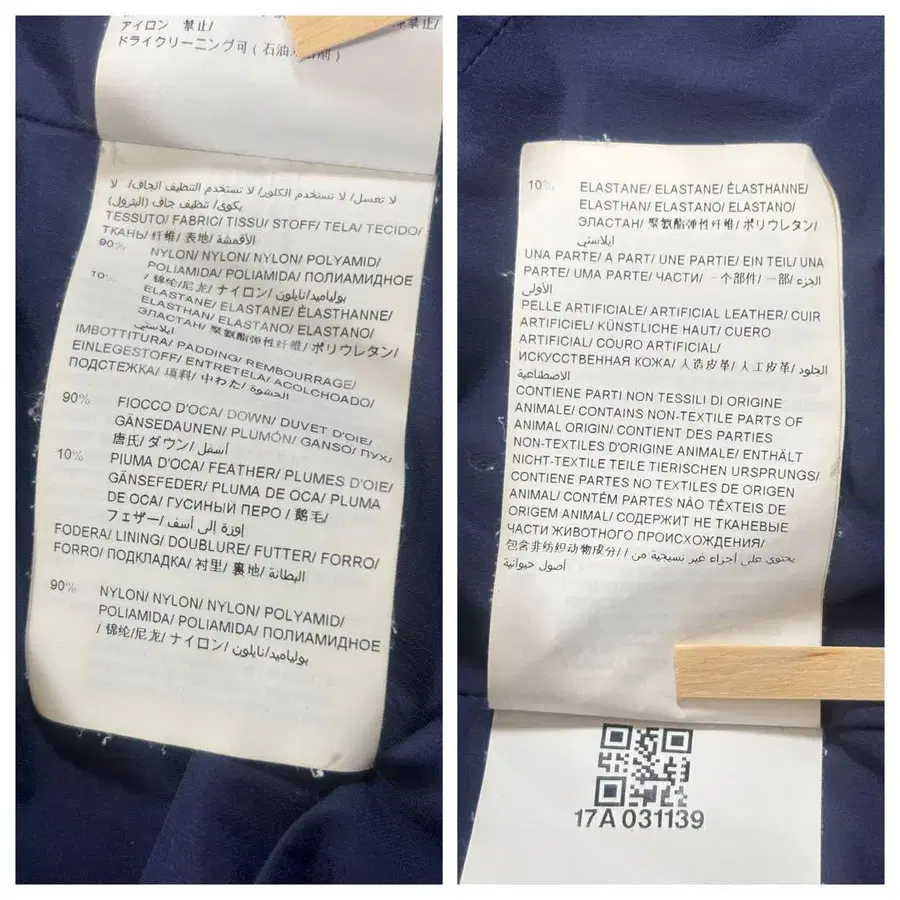 アイロン 禁止/
禁止/
ドライクリーニング可 ( 石油
لا تغسل/ لا تستخدم الكلور/ لا تستخدم التنظيف الجاف/ لا
يكوى/ تنظيف جاف (البترول)
TESSUTO/ FABRIC/ TISSU/ STOFF/ TELA/ TECIDO/
ТКАНЬ/ 纤维/ 表地/ الأقمشة
90% NYLON/ NYLON/ NYLON/ POLYAMID/
POLIAMIDA/ POLIAMIDA/ ПОЛИАМИДНОЕ
/ 锦纶/尼龙/ ナイロン/ بولياميد/نايلون
10% ELASTANE/ ELASTANE/ ÉLASTHANNE/
ELASTHAN/ ELASTANO/ ELASTANO/
ЭЛАСТАН/ 聚氨酯弹性纤维/ ポリウレタン/
ايلاستي
IMBOTTITURA/ PADDING/ REMBOURRAGE/
EINLEGESTOFF/ ENTRETELA/ ACOLCHOADO/
ПОДСТЕЖКА/ 填料/ 中わた/ الحشوة
90% FIOCCO D'OCA/ DOWN/ DUVET D'OIE/
GÄNSEDAUNEN/ PLUMÓN/ GANSO/ ПУХ/
唐氏/ ダウン/ أسفل
10% PIUMA D'OCA/ FEATHER/ PLUMES D'OIE/
GÄNSEFEDER/ PLUMA DE OCA/ PLUMA
DE OCA/ ГУСИНЫЙ ПЕРО / 鹅毛/
フェザー/ إوزة إلى أسف
FODERA/ LINING/ DOUBLURE/ FUTTER/ FORRO/
FORRO/ ПОДКЛАДКА/ 衬里/ 裏地/ البطانة
90% NYLON/ NYLON/ NYLON/ POLYAMID/
POLIAMIDA/ POLIAMIDA/ ПОЛИАМИДНОЕ
/ 锦纶/尼龙/ ナイロン/ بولياميد/نايلون
10% ELASTANE/ ELASTANE/ ÉLASTHANNE/
ELASTHAN/ ELASTANO/ ELASTANO/
ЭЛАСТАН/ 聚氨酯弹性纤维/ ポリウレタン/
ايلاستي
UNA PARTE/ A PART/ UNE PARTIE/ EIN TEIL/ UNA
PARTE/ UMA PARTE/ ЧАСТИ/ 一个部件/ 一部/ الجزء
الأولى
PELLE ARTIFICIALE/ ARTIFICIAL LEATHER/ CUIR
ARTIFICIEL/ KÜNSTLICHE HAUT/ CUERO
ARTIFICIAL/ COURO ARTIFICIAL/
ИСКУССТВЕННАЯ КОЖА/ 人造皮革/ 人工皮革/ الجلود
الاصطناعية
CONTIENE PARTI NON TESSILI DI ORIGINE
ANIMALE/ CONTAINS NON-TEXTILE PARTS OF
ANIMAL ORIGIN/ CONTIENT DES PARTIES
NON-TEXTILES D'ORIGINE ANIMALE/ ENTHÄLT
NICHT-TEXTILE TEILE TIERISCHEN URSPRUNGS/
CONTIENE PARTES NO TEXTILES DE ORIGEN
ANIMAL/ CONTÉM PARTES NÃO TÊXTEIS DE
ORIGEM ANIMAL/ СОДЕРЖИТ НЕ ТКАНЕВЫЕ
ЧАСТИ ЖИВОТНОГО ПРОИСХОЖДЕНИЯ/
包含非纺织动物成分/ / يحتوي على أجزاء غير نسيجية من
أصول حيوانية
17A 031139